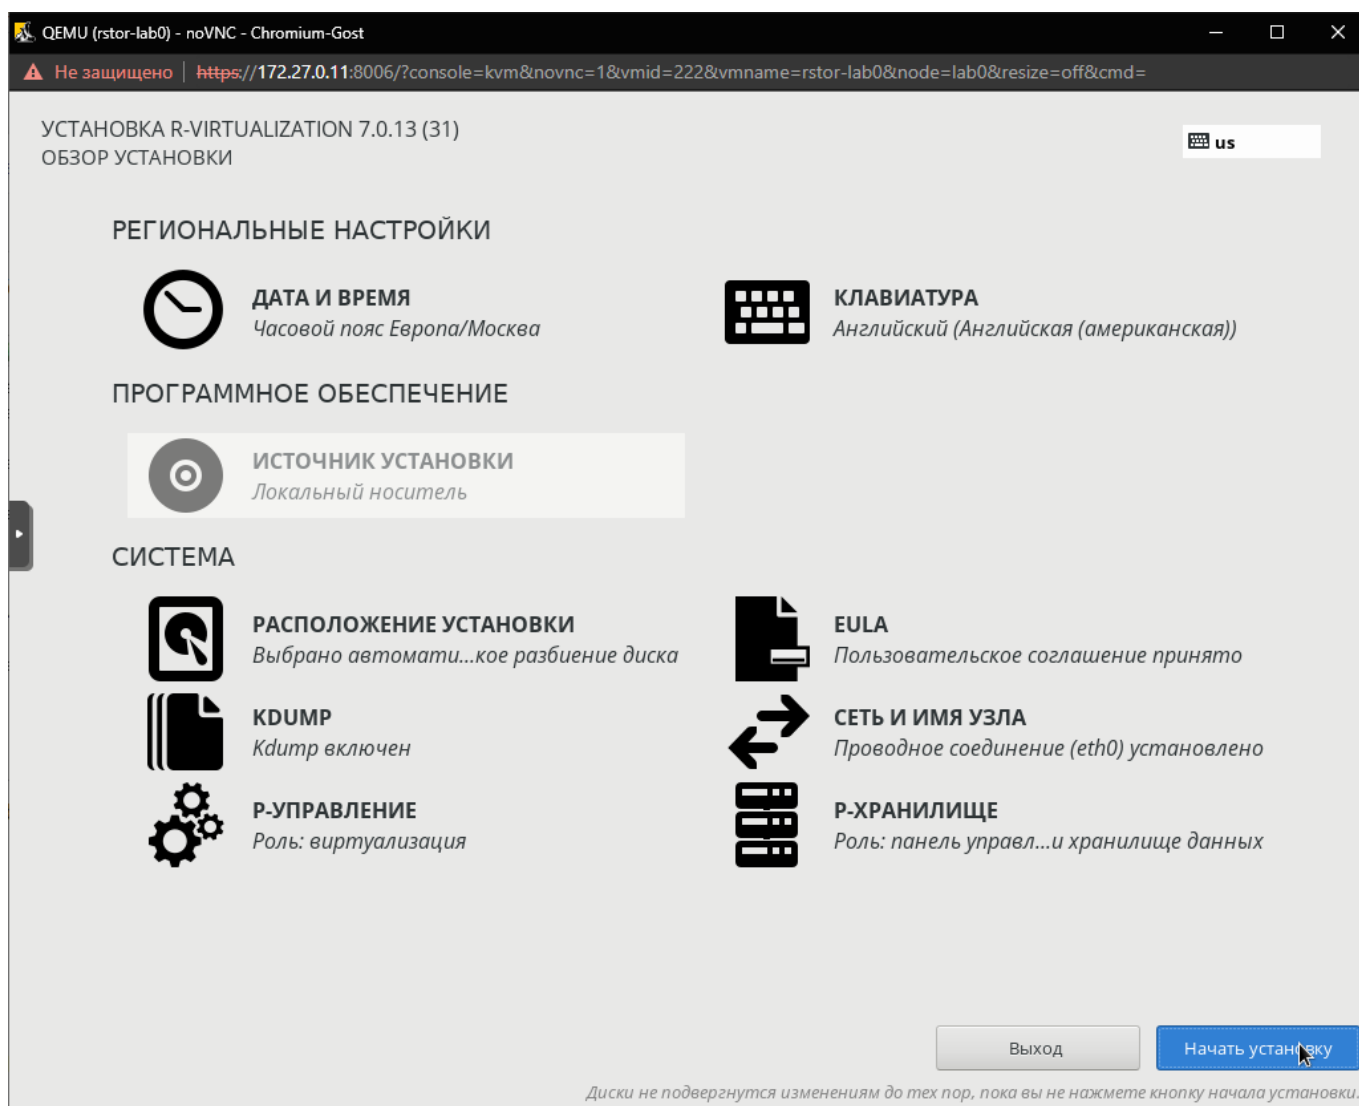 QEMU (rstor-lab0) - noVNC - Chromium-Gost
Не защищено | https://172.27.0.11:8006/?console=kvm&novnc=1&vmid=222&vmname=rstor-lab0&node=lab0&resize=off&cmd=
УСТАНОВКА R-VIRTUALIZATION 7.0.13 (31)
ОБЗОР УСТАНОВКИ
us
РЕГИОНАЛЬНЫЕ НАСТРОЙКИ
ДАТА И ВРЕМЯ
Часовой пояс Европа/Москва
КЛАВИАТУРА
Английский (Английская (американская))
ПРОГРАММНОЕ ОБЕСПЕЧЕНИЕ
ИСТОЧНИК УСТАНОВКИ
Локальный носитель
СИСТЕМА
РАСПОЛОЖЕНИЕ УСТАНОВКИ
Выбрано автомати...кое разбиение диска
EULA
Пользовательское соглашение принято
KDUMP
Kdump включен
СЕТЬ И ИМЯ УЗЛА
Проводное соединение (eth0) установлено
Р-УПРАВЛЕНИЕ
Роль: виртуализация
Р-ХРАНИЛИЩЕ
Роль: панель управл...и хранилище данных
Выход
Начать установку
Диски не подвергнутся изменениям до тех пор, пока вы не нажмете кнопку начала установки.